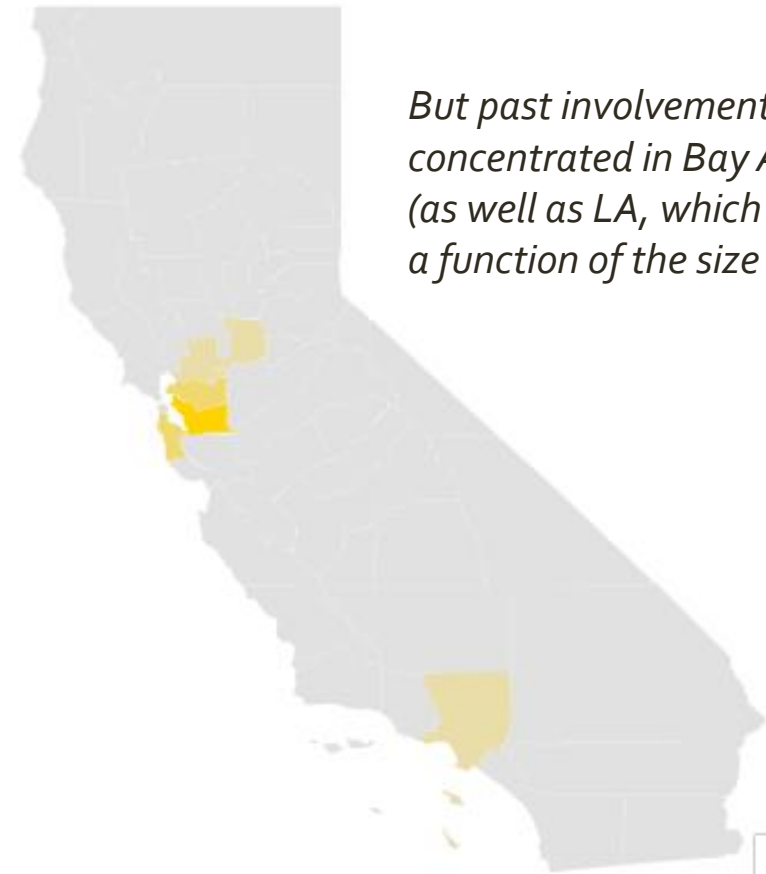 But past involvement
concentrated in Bay
(as well as LA, which
a function of the size